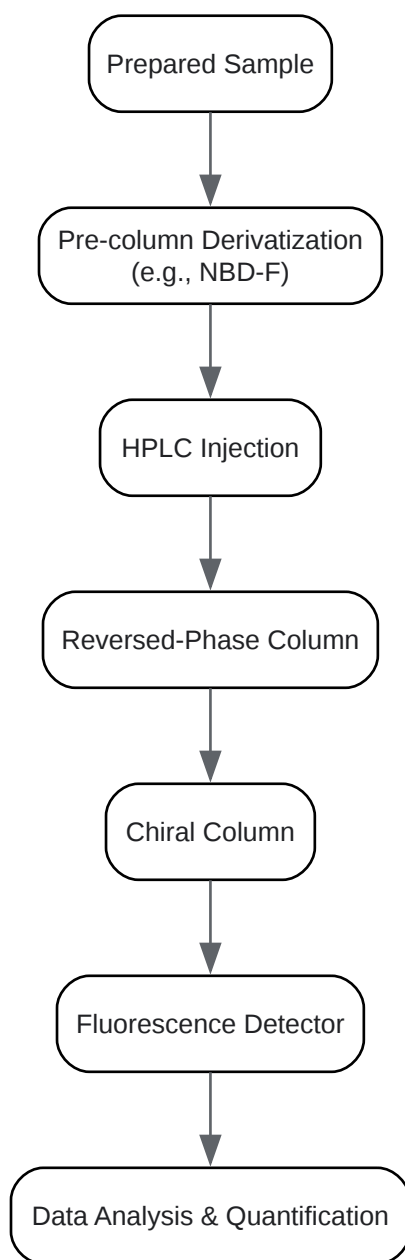 Prepared Sample
Pre-column Derivatization
(e.g., NBD-F)
HPLC Injection
Reversed-Phase Column
Chiral Column
Fluorescence Detector
Data Analysis & Quantification